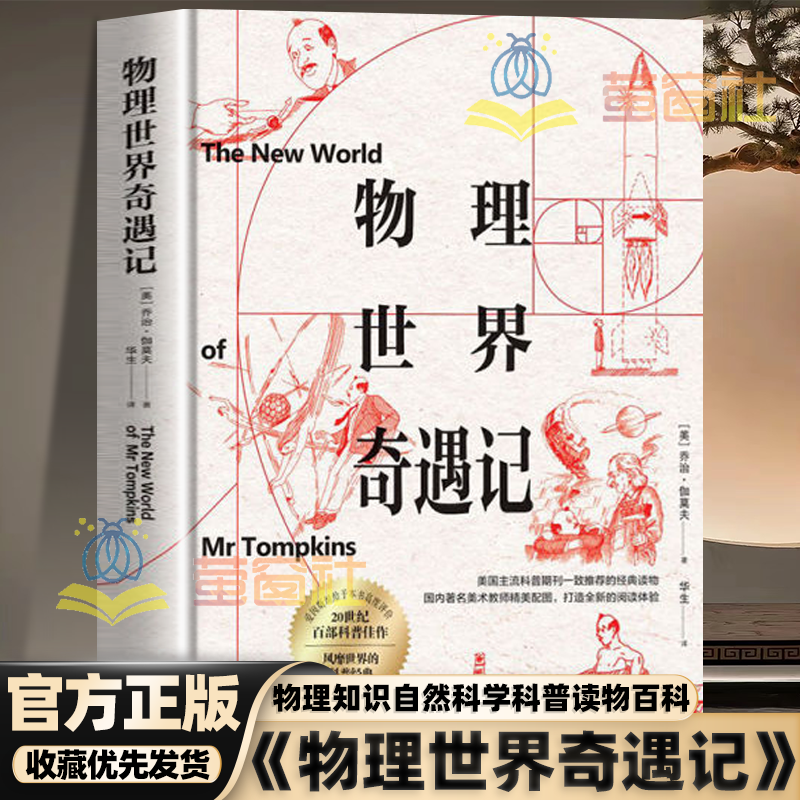 萤窗社
物理世界奇遇记
[美] 乔治·伽莫夫 著
华生 译
The New World
of Mr Tompkins
萤窗社
The New World
物理
世界
of
奇遇记
Mr Tompkins
[美] 乔治·伽莫夫 著
华生 译
美国主流科普期刊一致推荐的经典读物
国内著名美术教师精美配图,打造全新的阅读体验
20世纪
百部科普佳作
风靡世界的
官方正版
收藏优先发货
物理知识自然科学科普读物百科
《物理世界奇遇记》